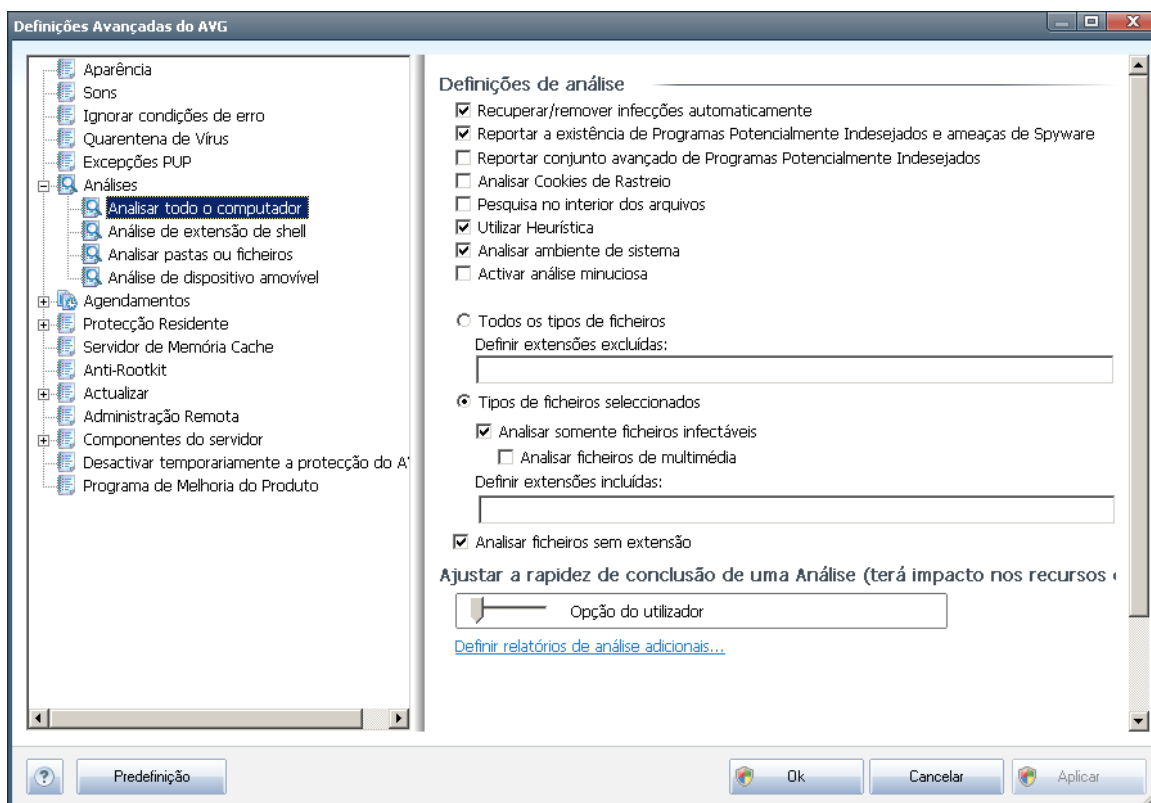 Definições Avançadas do AVG
Aparência
Sons
Ignorar condições de erro
Quarentena de Vírus
Excepções PUP
Análises
Analisar todo o computador
Análise de extensão de shell
Analisar pastas ou ficheiros
Análise de dispositivo amovível
Agendamentos
Protecção Residente
Servidor de Memória Cache
Anti-Rootkit
Actualizar
Administração Remota
Componentes do servidor
Desactivar temporariamente a protecção do
Programa de Melhoria do Produto
Definições de análise
Recuperar/remover infecções automaticamente
Reportar a existência de Programas Potencialmente Indesejados e ameaças de Spyware
Reportar conjunto avançado de Programas Potencialmente Indesejados
Analisar Cookies de Rastreio
Pesquisa no interior dos arquivos
Utilizar Heurística
Analisar ambiente de sistema
Activar análise minuciosa
Todos os tipos de ficheiros
Definir extensões excluídas:
Tipos de ficheiros seleccionados
Analisar somente ficheiros infectáveis
Analisar ficheiros de multimédia
Definir extensões incluídas:
Analisar ficheiros sem extensão
Ajustar a rapidez de conclusão de uma Análise (terá impacto nos recursos
Opção do utilizador
Definir relatórios de análise adicionais...
? Predefinição Ok Cancelar Aplicar